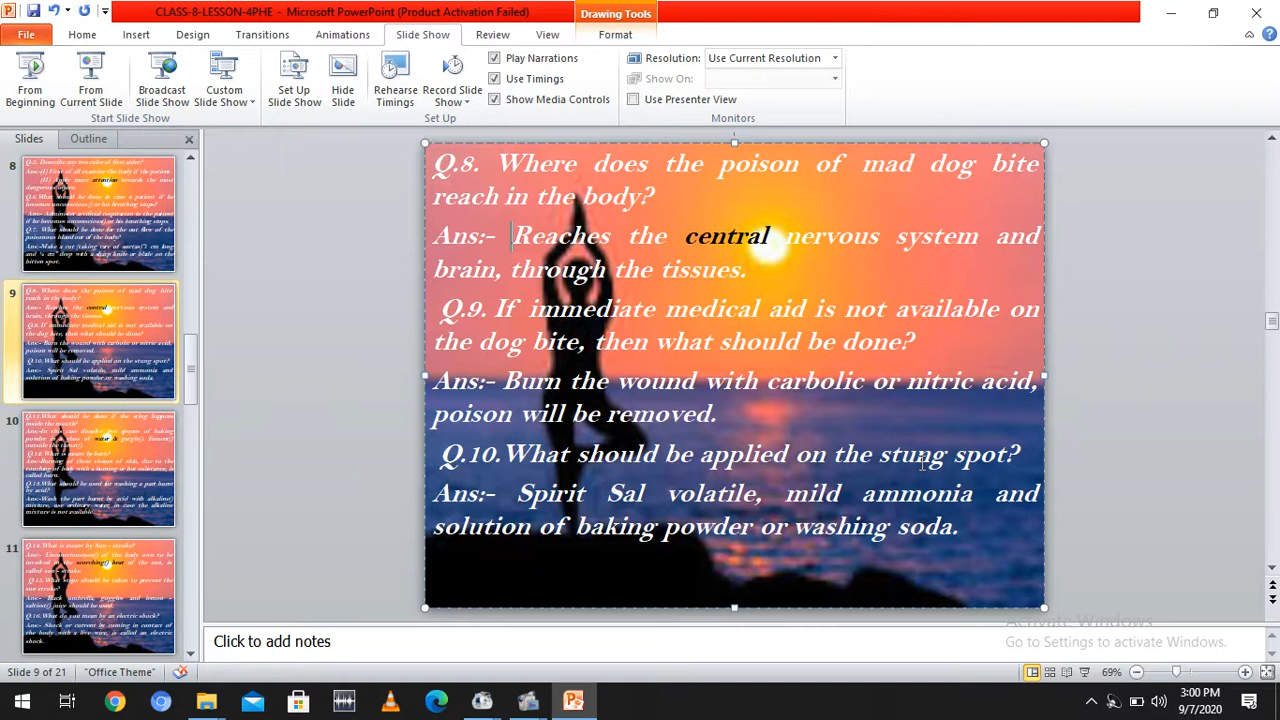 CLASS-8-LESSON-4PHE - Microsoft PowerPoint (Product Activation Failed)
Drawing Tools
File Home Insert Design Transitions Animations Slide Show Review View Format
From Beginning
From Current Slide
Broadcast Slide Show
Custom Slide Show
Set Up Slide Show
Hide Slide
Rehearse Timings
Record Slide Show
Play Narrations
Use Timings
Show Media Controls
Resolution: Use Current Resolution
Show On:
Use Presenter View
Start Slide Show
Set Up
Monitors
Slides Outline
8
9
10
11
Q.8. Where does the poison of mad dog bite
reach in the body?
Ans:- Reaches the central nervous system and
brain, through the tissues.
Q.9. If immediate medical aid is not available on
the dog bite, then what should be done?
Ans:- Burn the wound with carbolic or nitric acid,
poison will be removed.
Q.10. What should be applied on the stung spot?
Ans:- Spirit Sal volatile, mild ammonia and
solution of baking powder or washing soda.
Activate Windows
Go to Settings to activate Windows.
Click to add notes
Slide 9 of 21 "Office Theme" 69%
3:00 PM
9/7/2020